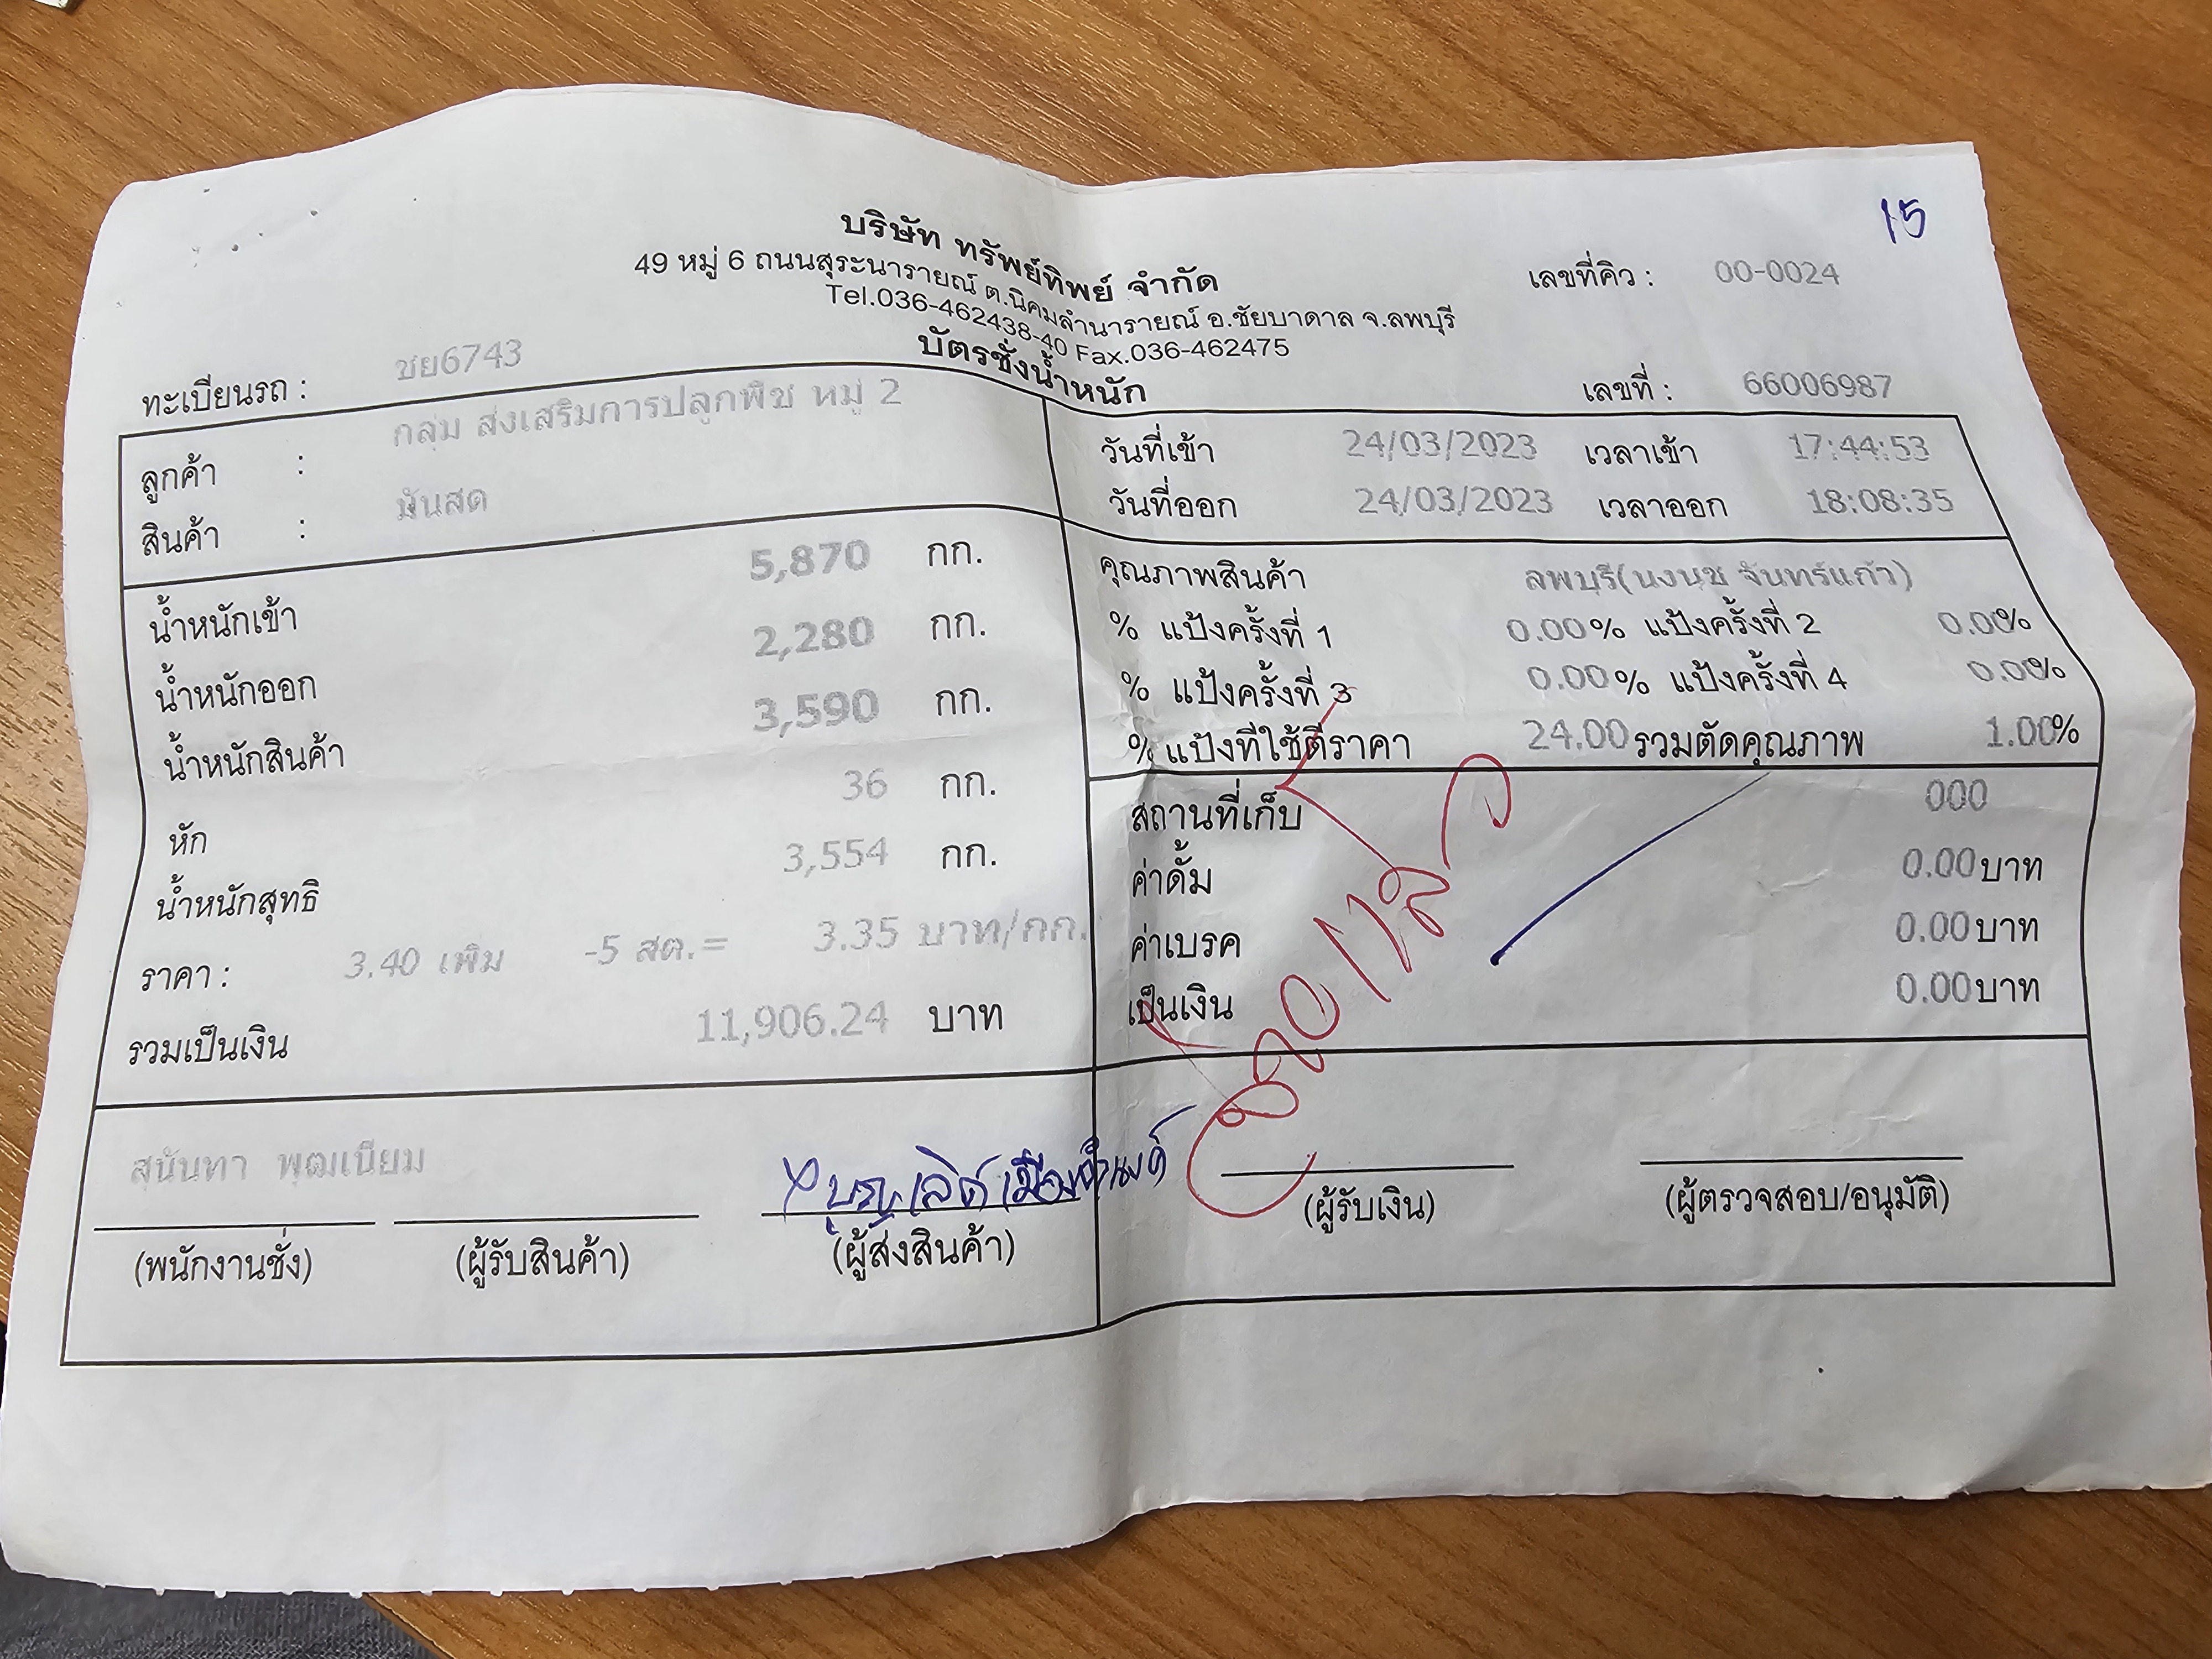 15
บริษัท ทรัพย์ทิพย์ จำกัด
49 หมู่ 6 ถนนสุระนารายณ์ ต.นิคมลำนารายณ์ อ.ชัยบาดาล จ.ลพบุรี
Tel.036-462438-40 Fax.036-462475
บัตรชั่งน้ำหนัก
เลขที่คิว : 00-0024
ทะเบียนรถ : ชย6743
เลขที่ : 66006987
ลูกค้า : กลุ่ม ส่งเสริมการปลูกพืช หมู่ 2
สินค้า : มันสด
วันที่เข้า 24/03/2023 เวลาเข้า 17:44:53
วันที่ออก 24/03/2023 เวลาออก 18:08:35
น้ำหนักเข้า 5,870 กก.
น้ำหนักออก 2,280 กก.
น้ำหนักสินค้า 3,590 กก.
หัก 36 กก.
น้ำหนักสุทธิ 3,554 กก.
ราคา : 3.40 เพิ่ม -5 สต.= 3.35 บาท/กก.
รวมเป็นเงิน 11,906.24 บาท
คุณภาพสินค้า ลพบุรี(นงนุช จันทร์แก้ว)
% แป้งครั้งที่ 1 0.00% แป้งครั้งที่ 2 0.00%
% แป้งครั้งที่ 3 0.00% แป้งครั้งที่ 4 0.00%
% แป้งที่ใช้ตีราคา 24.00 รวมตัดคุณภาพ 1.00%
สถานที่เก็บ 000
ค่าดั้ม 0.00บาท
ค่าเบรค 0.00บาท
เป็นเงิน 0.00บาท
สุนันทา พุฒเนียม
บุญเลิศ
(พนักงานชั่ง) (ผู้รับสินค้า) (ผู้ส่งสินค้า) (ผู้รับเงิน) (ผู้ตรวจสอบ/อนุมัติ)